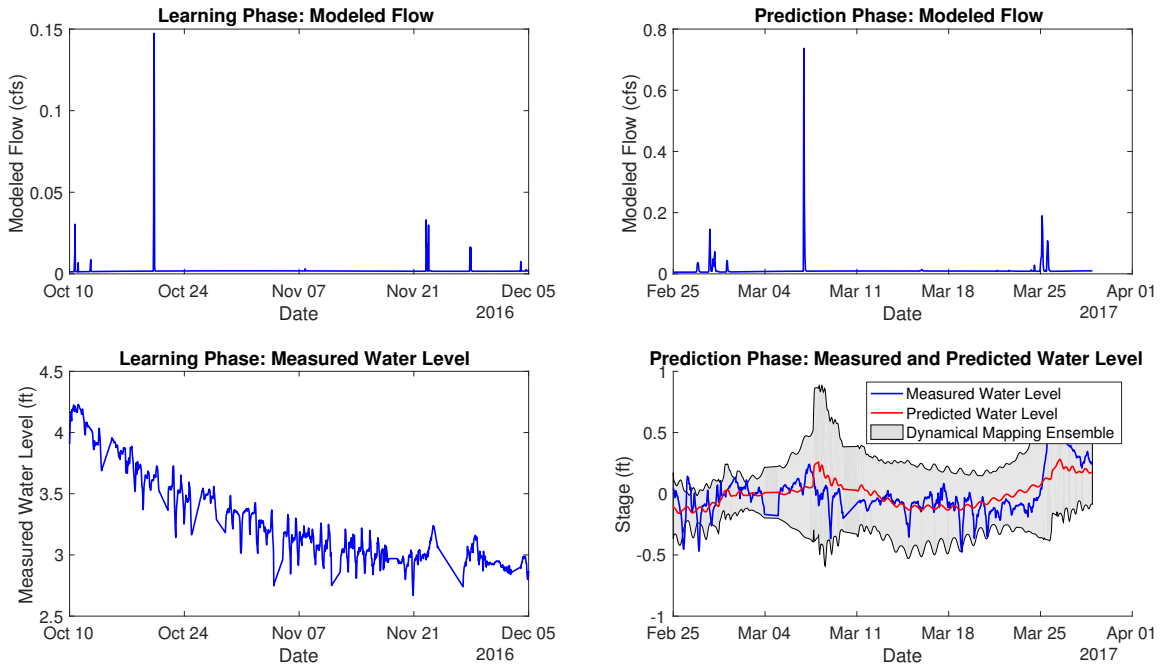 Learning Phase: Modeled Flow
Modeled Flow (cfs)
0.15
0.1
0.05
0
Oct 10 Oct 24 Nov 07 Nov 21 Dec 05
Date
2016
Prediction Phase: Modeled Flow
Modeled Flow (cfs)
0.8
0.6
0.4
0.2
0
Feb 25 Mar 04 Mar 11 Mar 18 Mar 25 Apr 01
Date
2017
Learning Phase: Measured Water Level
Measured Water Level (ft)
4.5
4
3.5
3
2.5
Oct 10 Oct 24 Nov 07 Nov 21 Dec 05
Date
2016
Prediction Phase: Measured and Predicted Water Level
Stage (ft)
1
0.5
0
-0.5
-1
Measured Water Level
Predicted Water Level
Dynamical Mapping Ensemble
Feb 25 Mar 04 Mar 11 Mar 18 Mar 25 Apr 01
Date
2017